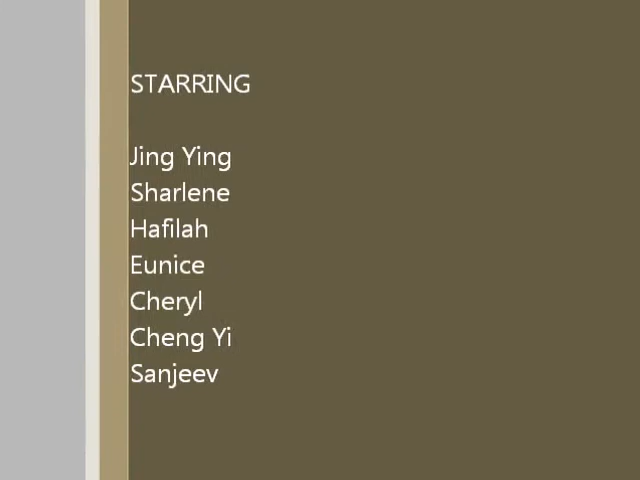 STARRING
Jing Ying
Sharlene
Hafilah
Eunice
Cheryl
Cheng Yi
Sanjeev